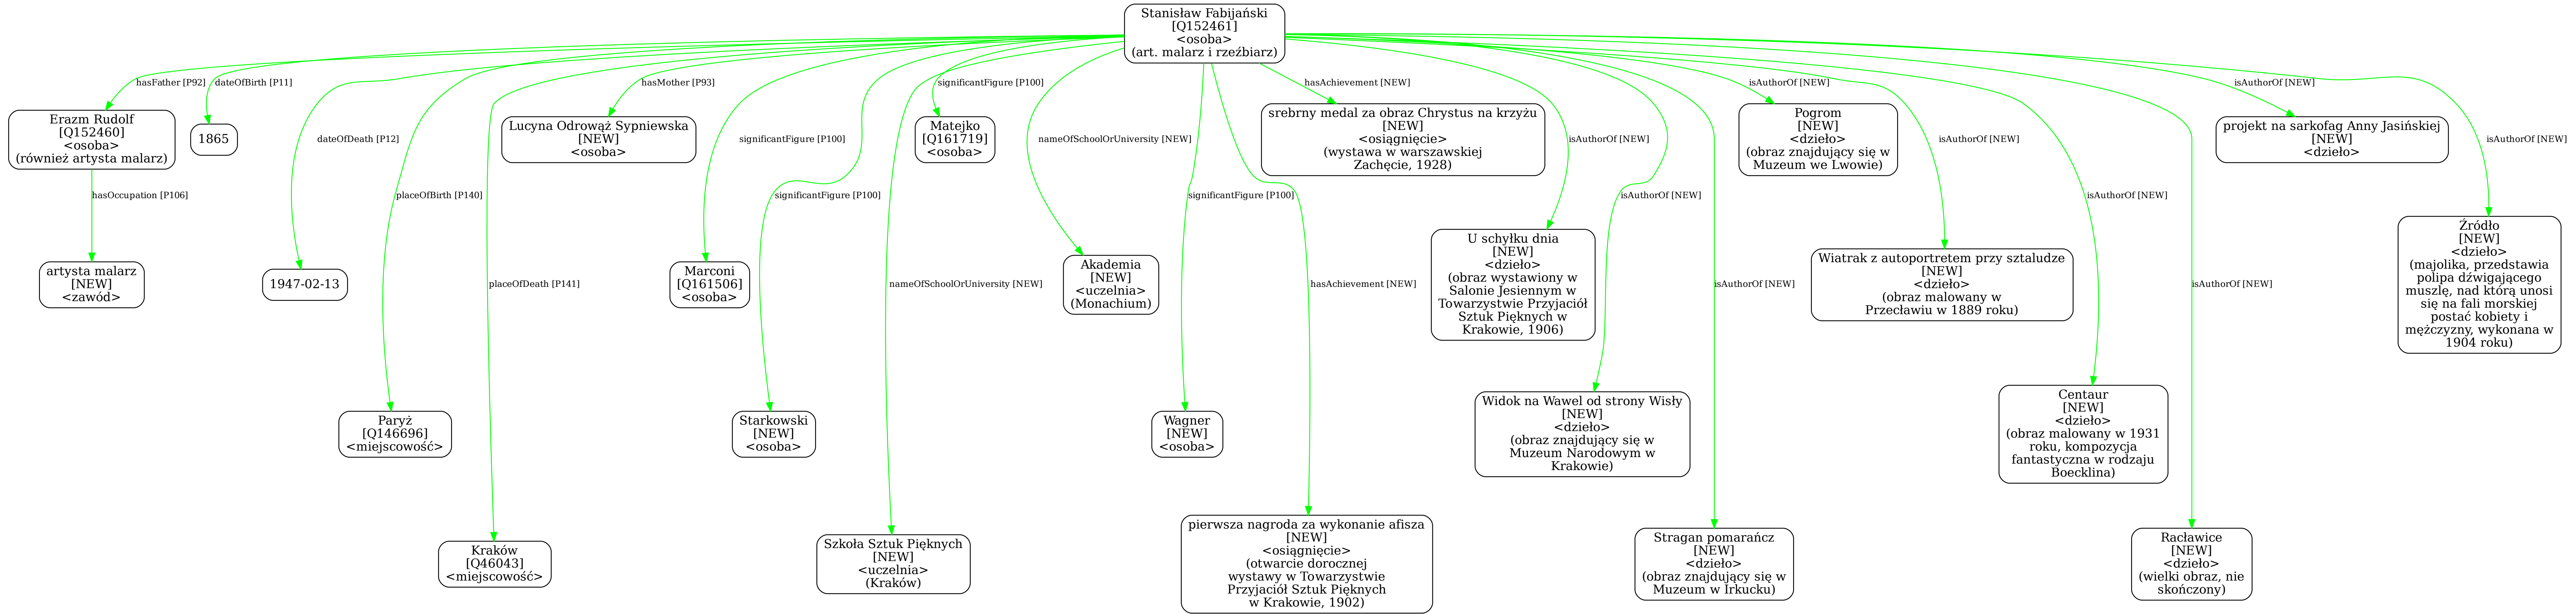 Stanisław Fabijański
[Q152461]
<osoba>
(art. malarz i rzeźbiarz)
hasFather [P92]
dateOfBirth [P11]
hasMother [P93]
significantFigure [P100]
hasAchievement [NEW]
isAuthorOf [NEW]
isAuthorOf [NEW]
Erazm Rudolf
[Q152460]
<osoba>
(również artysta malarz)
1865
dateOfDeath [P12]
Lucyna Odrowąż Sypniewska
[NEW]
<osoba>
significantFigure [P100]
Matejko
[Q161719]
<osoba>
nameOfSchoolOrUniversity [NEW]
srebrny medal za obraz Chrystus na krzyżu
[NEW]
<osiągnięcie>
(wystawa w warszawskiej
Zachęcie, 1928)
isAuthorOf [NEW]
Pogrom
[NEW]
<dzieło>
(obraz znajdujący się w
Muzeum we Lwowie)
isAuthorOf [NEW]
projekt na sarkofag Anny Jasińskiej
[NEW]
<dzieło>
isAuthorOf [NEW]
hasOccupation [P106]
placeOfBirth [P140]
significantFigure [P100]
significantFigure [P100]
isAuthorOf [NEW]
isAuthorOf [NEW]
artysta malarz
[NEW]
<zawód>
1947-02-13
placeOfDeath [P141]
Marconi
[Q161506]
<osoba>
nameOfSchoolOrUniversity [NEW]
Akademia
[NEW]
<uczelnia>
(Monachium)
hasAchievement [NEW]
U schyłku dnia
[NEW]
<dzieło>
(obraz wystawiony w
Salonie Jesiennym w
Towarzystwie Przyjaciół
Sztuk Pięknych w
Krakowie, 1906)
isAuthorOf [NEW]
Wiatrak z autoportretem przy sztaludze
[NEW]
<dzieło>
(obraz malowany w
Przecławiu w 1889 roku)
isAuthorOf [NEW]
Źródło
[NEW]
<dzieło>
(majolika, przedstawia
polipa dźwigającego
muszlę, nad którą unosi
się na fali morskiej
postać kobiety i
mężczyzny, wykonana w
1904 roku)
Paryż
[Q146696]
<miejscowość>
Starkowski
[NEW]
<osoba>
Wagner
[NEW]
<osoba>
Widok na Wawel od strony Wisły
[NEW]
<dzieło>
(obraz znajdujący się w
Muzeum Narodowym w
Krakowie)
Centaur
[NEW]
<dzieło>
(obraz malowany w 1931
roku, kompozycja
fantastyczna w rodzaju
Boecklina)
Kraków
[Q46043]
<miejscowość>
Szkoła Sztuk Pięknych
[NEW]
<uczelnia>
(Kraków)
pierwsza nagroda za wykonanie afisza
[NEW]
<osiągnięcie>
(otwarcie dorocznej
wystawy w Towarzystwie
Przyjaciół Sztuk Pięknych
w Krakowie, 1902)
Stragan pomarańcz
[NEW]
<dzieło>
(obraz znajdujący się w
Muzeum w Irkucku)
Racławice
[NEW]
<dzieło>
(wielki obraz, nie
skończony)